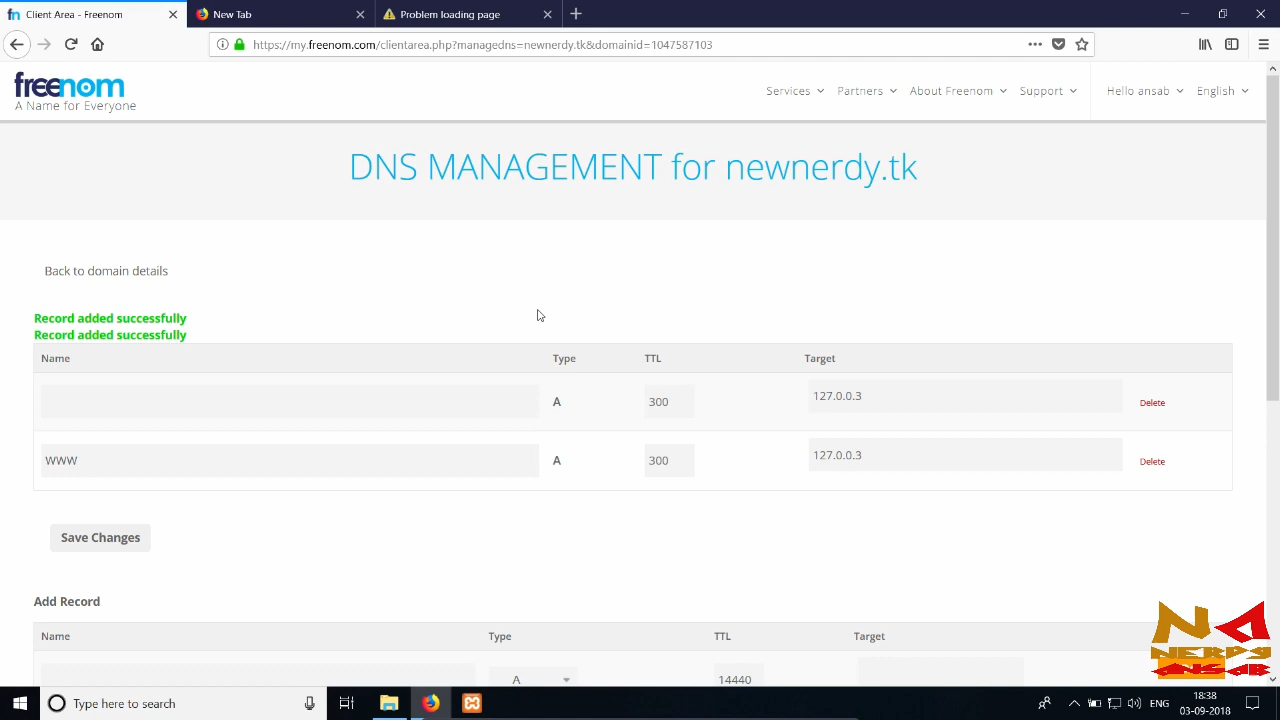 Client Area - Freenom
New Tab
Problem loading page
https://my.freenom.com/clientarea.php?managedns=newnerdy.tk&domainid=1047587103
freenom
A Name for Everyone
Services
Partners
About Freenom
Support
Hello ansab
English
DNS MANAGEMENT for newnerdy.tk
Back to domain details
Record added successfully
Record added successfully
Name Type TTL Target
A 300 127.0.0.3 Delete
WWW A 300 127.0.0.3 Delete
Save Changes
Add Record
Name Type TTL Target
A 14440
NA
NERDS
ANSAB
Type here to search
ENG
18:38
03-09-2018